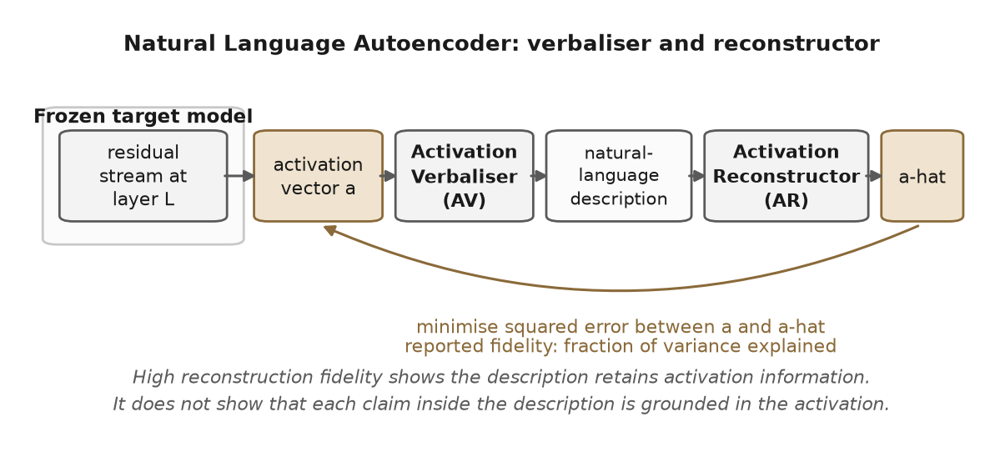 Natural Language Autoencoder: verbaliser and reconstructor
Frozen target model
residual
stream at
layer L
activation
vector a
Activation
Verbaliser
(AV)
natural-
language
description
Activation
Reconstructor
(AR)
a-hat
minimise squared error between a and a-hat
reported fidelity: fraction of variance explained
High reconstruction fidelity shows the description retains activation information.
It does not show that each claim inside the description is grounded in the activation.